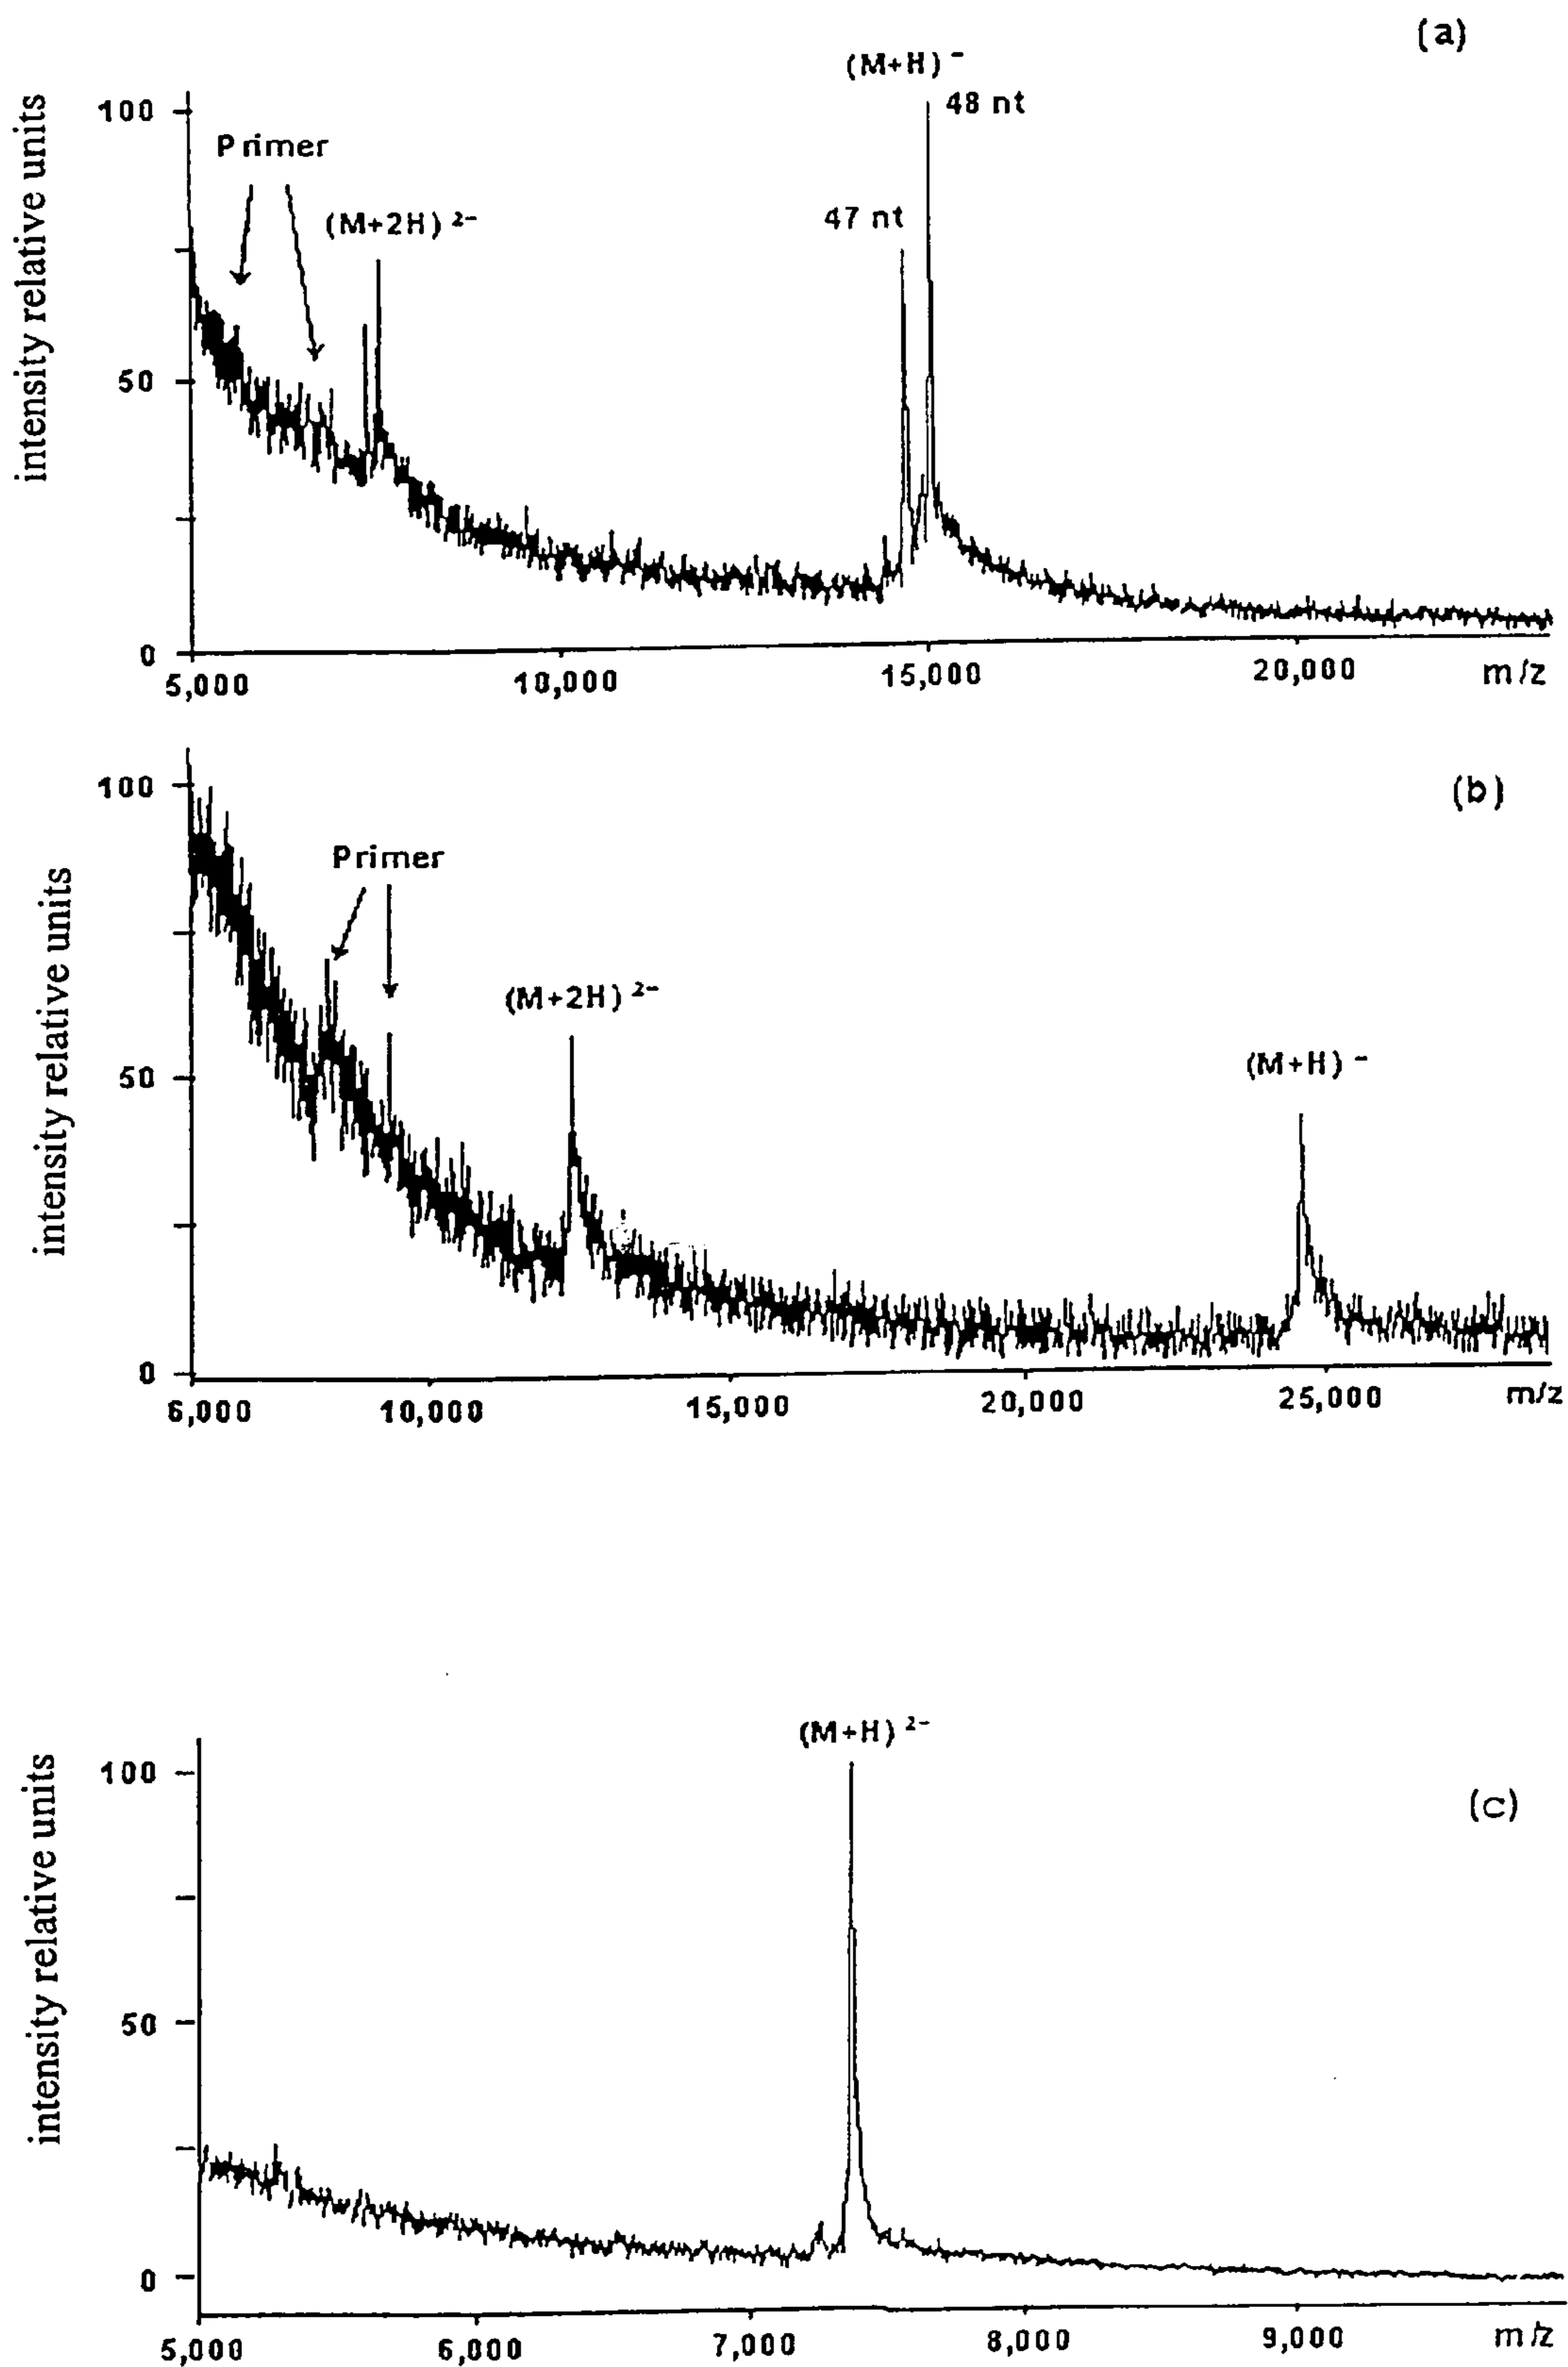 (a)
(M+H) −
48 nt
100
Primer
47 nt
(M+2H) 2−
intensity relative units
50
0
5,000 10,000 15,000 20,000 m/z
(b)
100
Primer
(M+2H) 2−
(M+H) −
intensity relative units
50
0
6,000 10,000 15,000 20,000 25,000 m/z
(M+H) 2−
100
(c)
intensity relative units
50
0
5,000 6,000 7,000 8,000 9,000 m/z